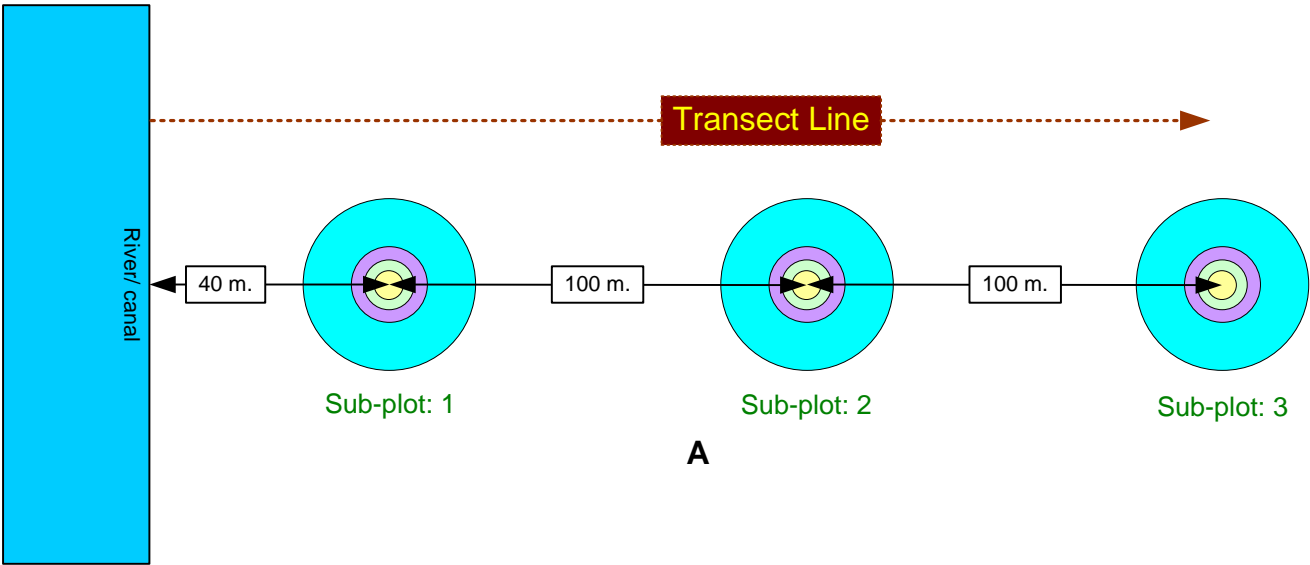 Transect Line
River/ canal
40 m.
100 m.
100 m.
Sub-plot: 1
Sub-plot: 2
Sub-plot: 3
A